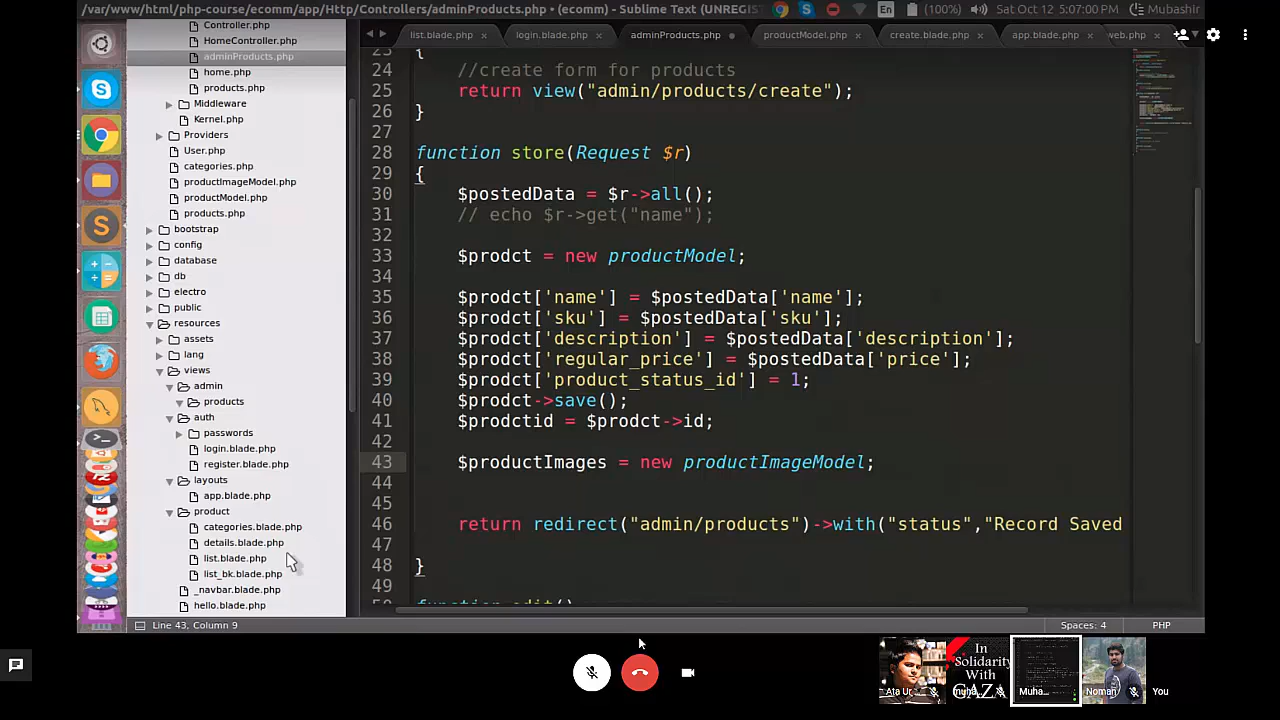 /var/www/html/php-course/ecomm/app/Http/Controllers/adminProducts.php • (ecomm) - Sublime Text (UNREGIST
En
(100%)
Sat Oct 12 5:07:00 PM
Mubashir
Controller.php
HomeController.php
adminProducts.php
home.php
products.php
Middleware
Kernel.php
Providers
User.php
categories.php
productImageModel.php
productModel.php
products.php
bootstrap
config
database
db
electro
public
resources
assets
lang
views
admin
products
auth
passwords
login.blade.php
register.blade.php
layouts
app.blade.php
product
categories.blade.php
details.blade.php
list.blade.php
list_bk.blade.php
_navbar.blade.php
hello.blade.php
list.blade.php ×
login.blade.php ×
adminProducts.php •
productModel.php ×
create.blade.php ×
app.blade.php ×
web.php ×
23 {
24 //create form for products
25 return view("admin/products/create");
26 }
27
28 function store(Request $r)
29 {
30 $postedData = $r->all();
31 // echo $r->get("name");
32
33 $prodct = new productModel;
34
35 $prodct['name'] = $postedData['name'];
36 $prodct['sku'] = $postedData['sku'];
37 $prodct['description'] = $postedData['description'];
38 $prodct['regular_price'] = $postedData['price'];
39 $prodct['product_status_id'] = 1;
40 $prodct->save();
41 $prodctid = $prodct->id;
42
43 $productImages = new productImageModel;
44
45
46 return redirect("admin/products")->with("status","Record Saved
47
48 }
49
50 function edit()
Line 43, Column 9
Spaces: 4
PHP
In
Solidarity
With
GAZA
Ata Ur
muha
Muha...
Noman
You